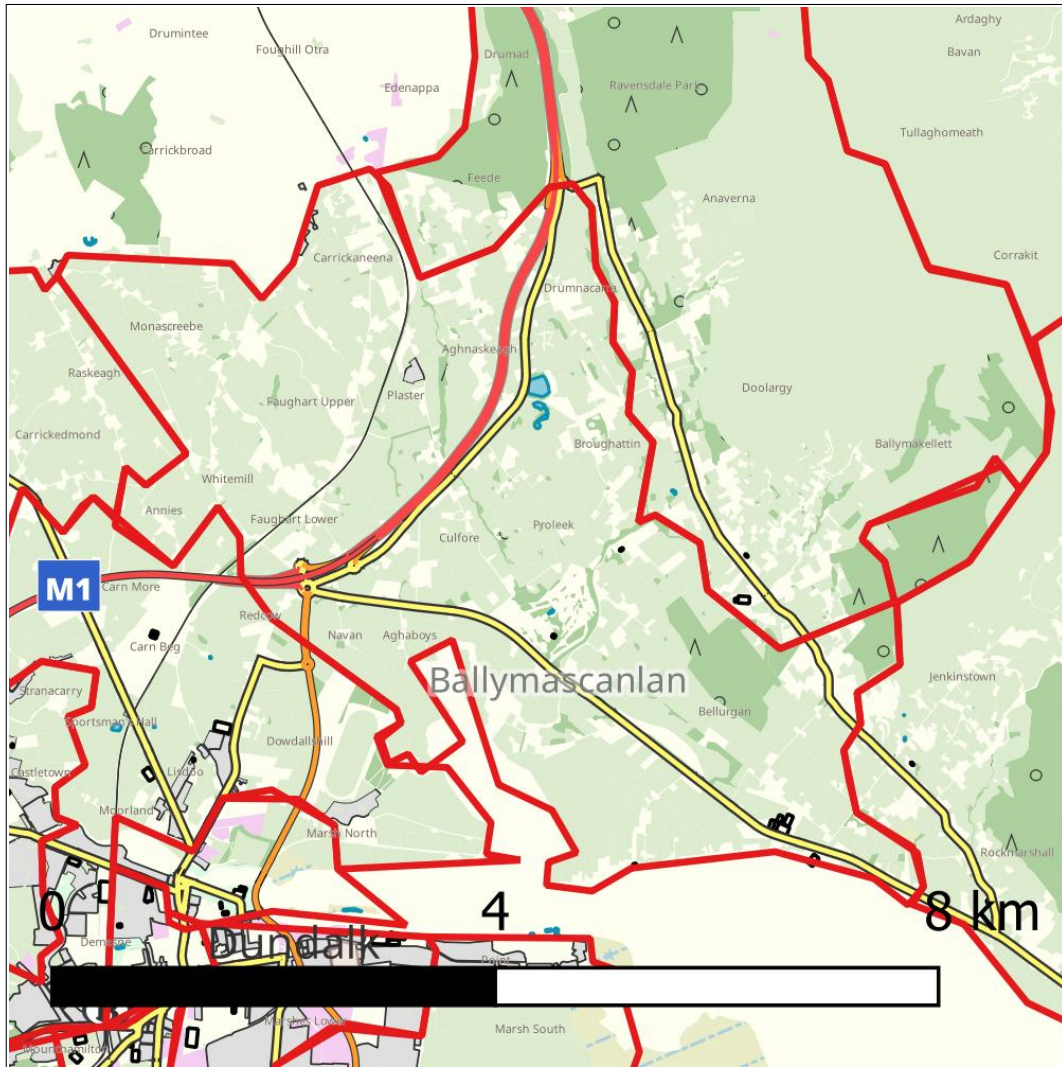 Ardaghy
Drumintee
Foughill Otra
Bavan
Drumad
Edenappa
Ravensdale Park
Tullaghomeath
Carrickbroad
Feede
Anaverna
Carrickaneena
Corrakit
Drumnacarra
Monascreebe
Aghnaskeagh
Raskeagh
Doolargy
Plaster
Faughart Upper
Carrickedmond
Broughattin
Ballymakellett
Whitemill
Annies
Faughart Lower
Proleek
Culfore
M1
Carn More
Redcow
Navan
Aghaboys
Carn Beg
Ballymascanlan
Jenkinstown
Stranacarry
Bellurgan
Sportsman's Hall
Dowdallshill
Castletown
Lisdoo
Moorland
Marsh North
Rockmarshall
0
4
8 km
Demesne
Dundalk
Point
Marshes Lower
Marsh South
Mounthamilton